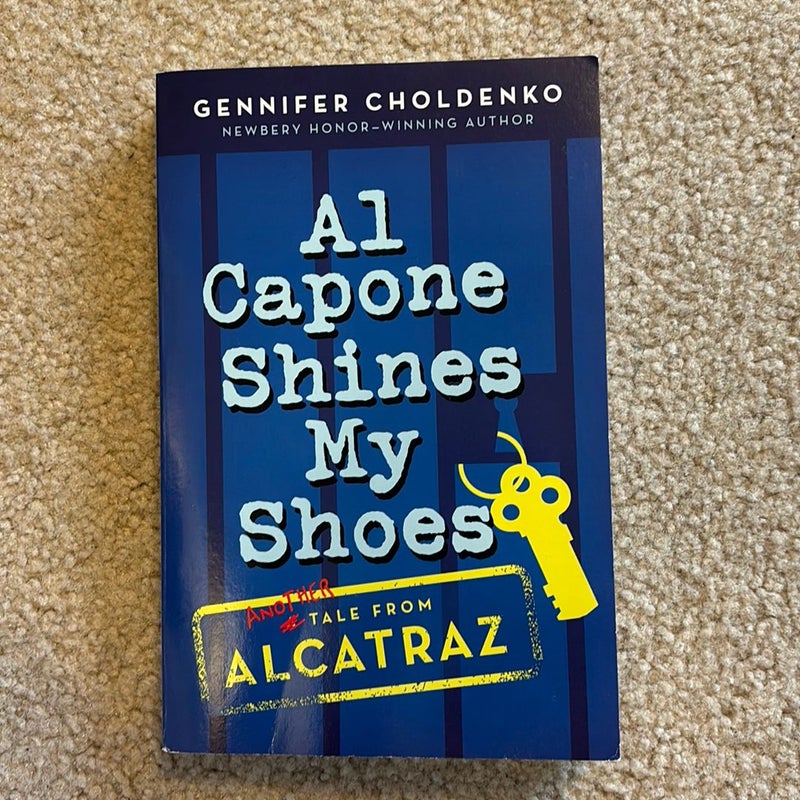 GENNIFER CHOLDENKO
NEWBERY HONOR–WINNING AUTHOR
Al
Capone
Shines
My
Shoes
ANOTHER
TALE FROM
ALCATRAZ